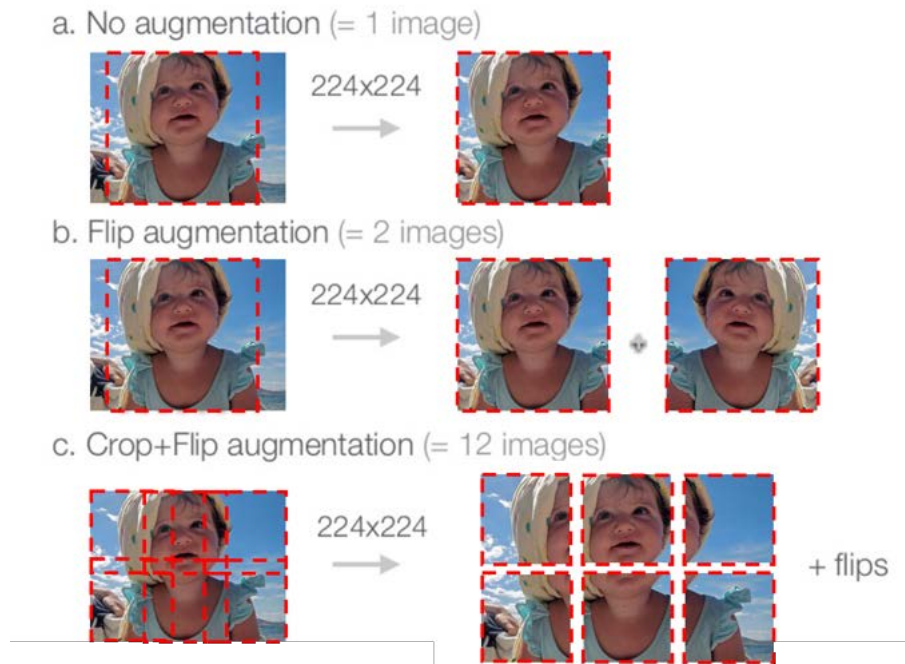 a. No augmentation (= 1 image)
224x224
b. Flip augmentation (= 2 images)
224x224
c. Crop+Flip augmentation (= 12 images)
224x224
+ flips